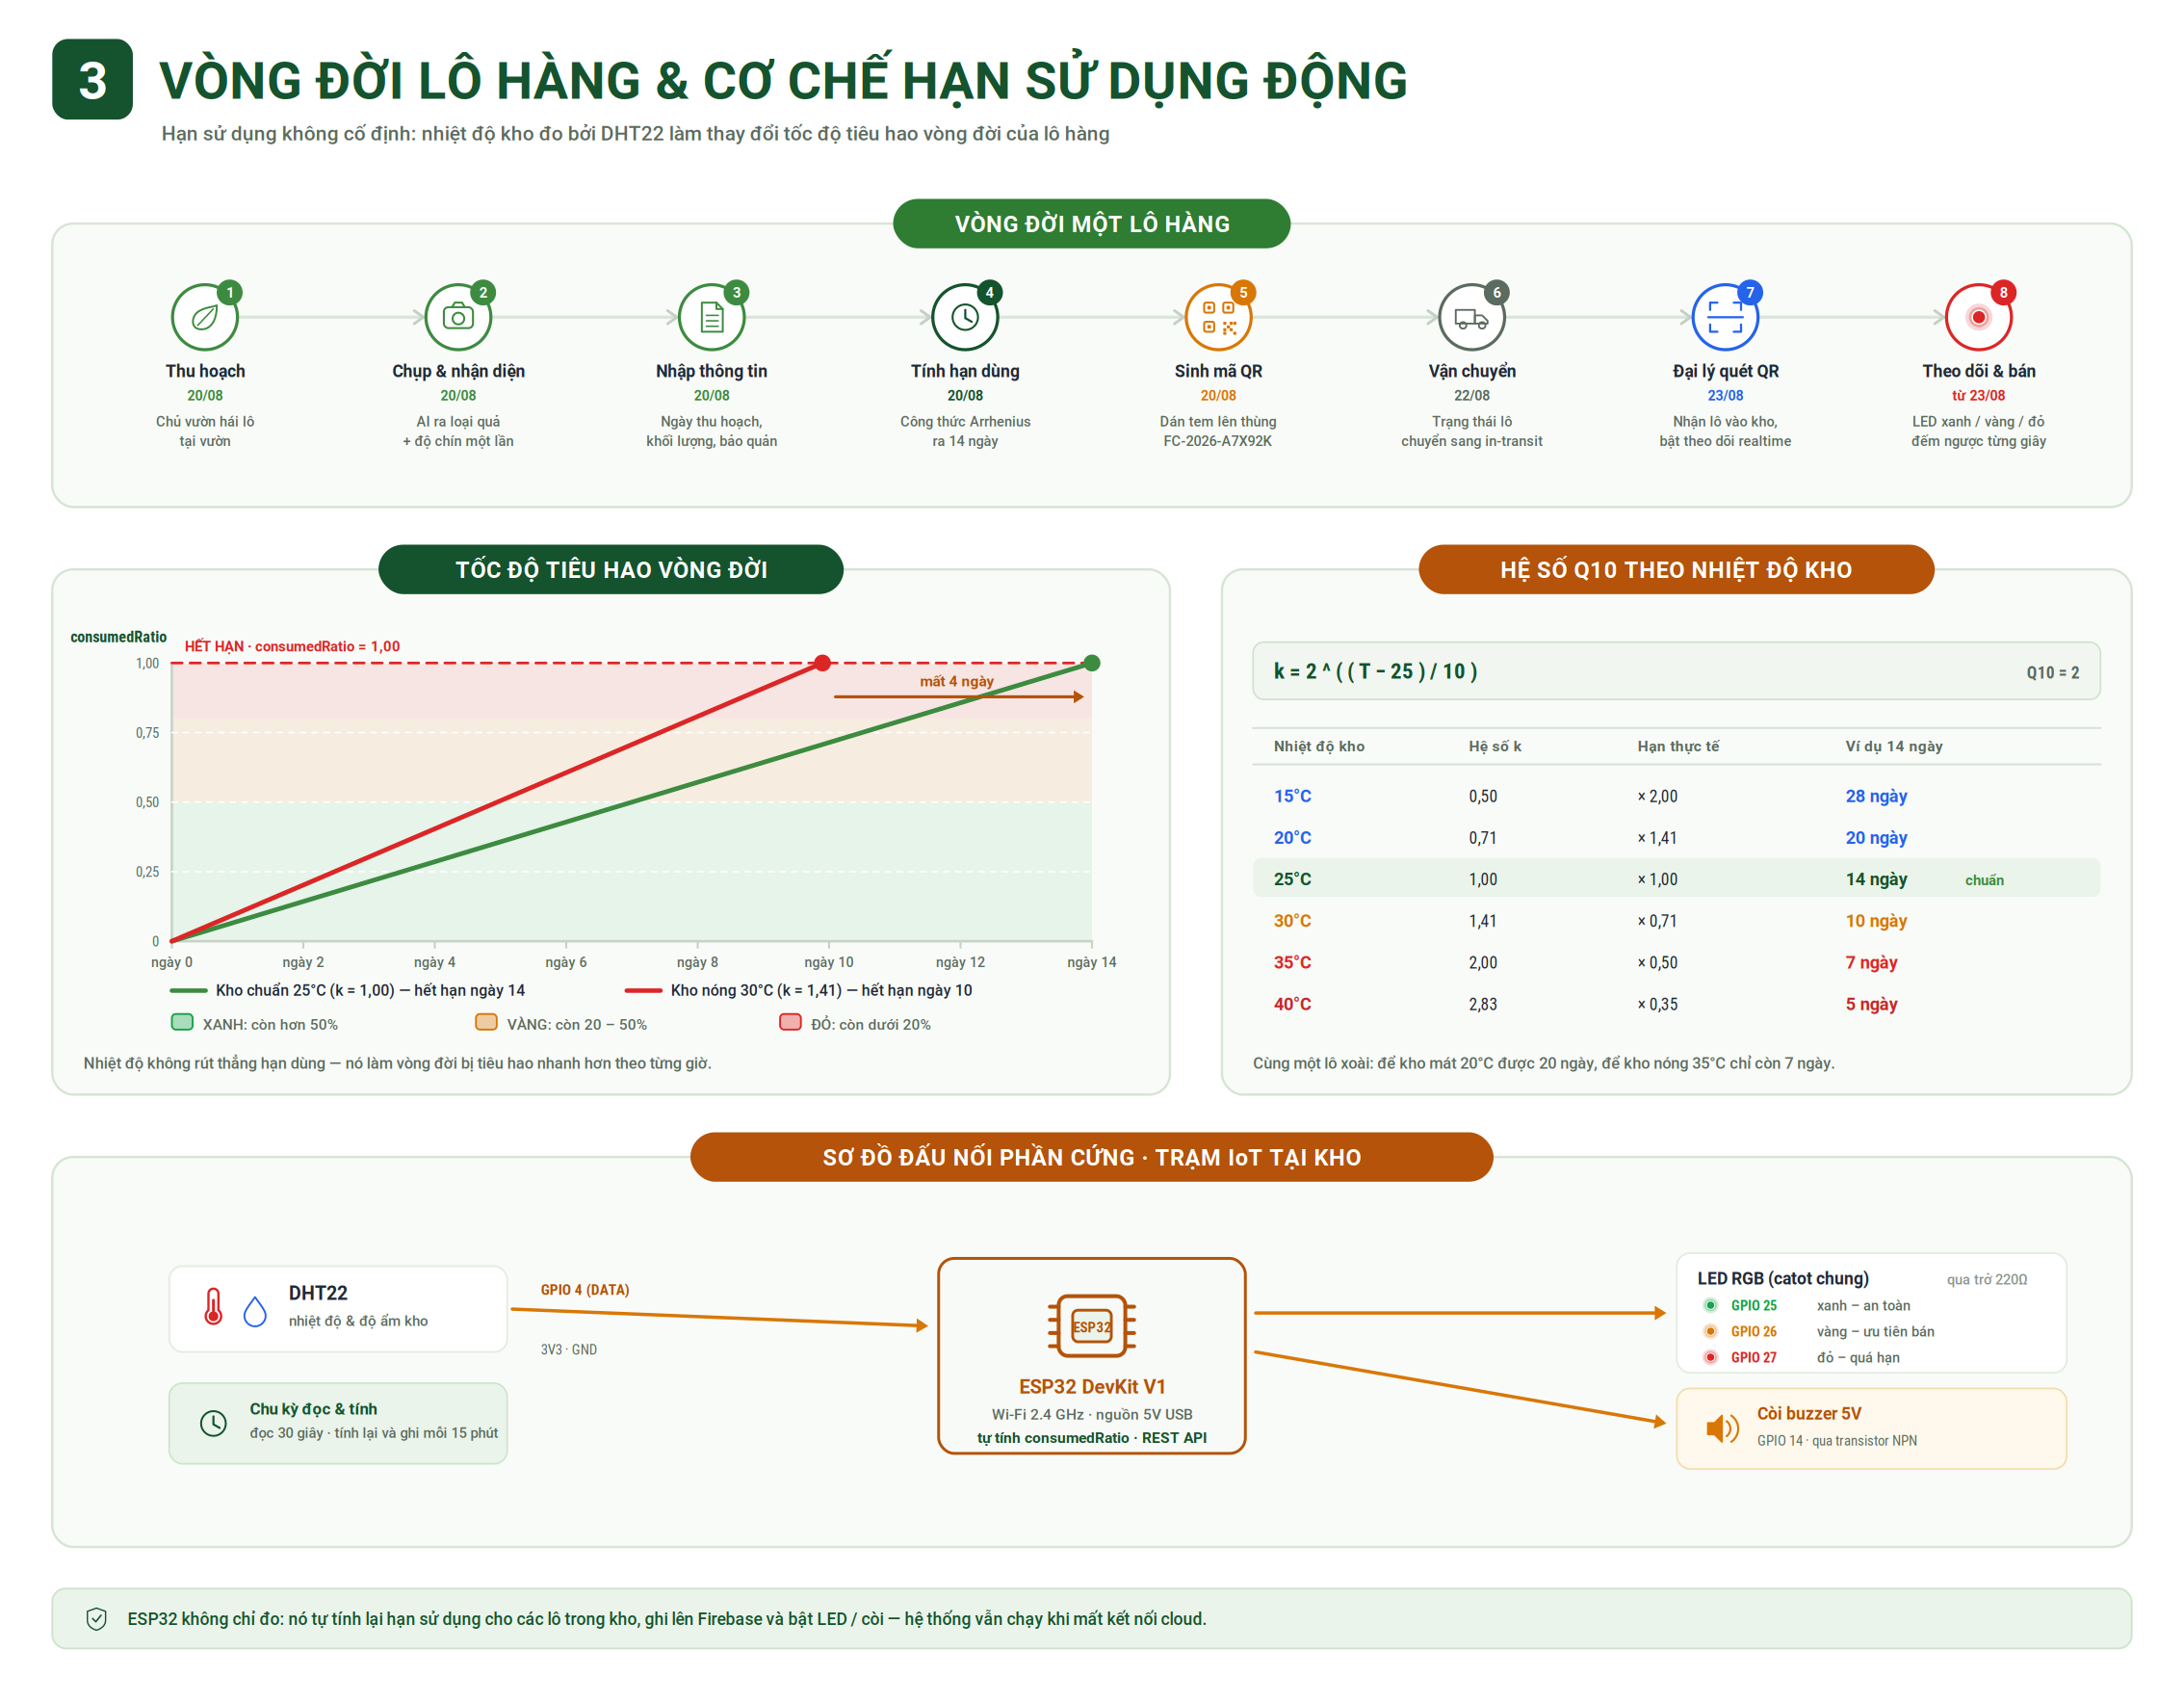 3
VÒNG ĐỜI LÔ HÀNG & CƠ CHẾ HẠN SỬ DỤNG ĐỘNG
Hạn sử dụng không cố định: nhiệt độ kho đo bởi DHT22 làm thay đổi tốc độ tiêu hao vòng đời của lô hàng
VÒNG ĐỜI MỘT LÔ HÀNG
1
Thu hoạch
20/08
Chủ vườn hái lô
tại vườn
2
Chụp & nhận diện
20/08
AI ra loại quả
+ độ chín một lần
3
Nhập thông tin
20/08
Ngày thu hoạch,
khối lượng, bảo quản
4
Tính hạn dùng
20/08
Công thức Arrhenius
ra 14 ngày
5
Sinh mã QR
20/08
Dán tem lên thùng
FC-2026-A7X92K
6
Vận chuyển
22/08
Trạng thái lô
chuyển sang in-transit
7
Đại lý quét QR
23/08
Nhận lô vào kho,
bật theo dõi realtime
8
Theo dõi & bán
từ 23/08
LED xanh / vàng / đỏ
đếm ngược từng giây
TỐC ĐỘ TIÊU HAO VÒNG ĐỜI
consumedRatio
HẾT HẠN · consumedRatio = 1,00
1,00
mất 4 ngày
0,75
0,50
0,25
0
ngày 0 ngày 2 ngày 4 ngày 6 ngày 8 ngày 10 ngày 12 ngày 14
Kho chuẩn 25°C (k = 1,00) — hết hạn ngày 14
Kho nóng 30°C (k = 1,41) — hết hạn ngày 10
XANH: còn hơn 50%
VÀNG: còn 20 – 50%
ĐỎ: còn dưới 20%
Nhiệt độ không rút thẳng hạn dùng — nó làm vòng đời bị tiêu hao nhanh hơn theo từng giờ.
HỆ SỐ Q10 THEO NHIỆT ĐỘ KHO
k = 2 ^ ( ( T − 25 ) / 10 ) Q10 = 2
Nhiệt độ kho Hệ số k Hạn thực tế Ví dụ 14 ngày
15°C 0,50 × 2,00 28 ngày
20°C 0,71 × 1,41 20 ngày
25°C 1,00 × 1,00 14 ngày chuẩn
30°C 1,41 × 0,71 10 ngày
35°C 2,00 × 0,50 7 ngày
40°C 2,83 × 0,35 5 ngày
Cùng một lô xoài: để kho mát 20°C được 20 ngày, để kho nóng 35°C chỉ còn 7 ngày.
SƠ ĐỒ ĐẤU NỐI PHẦN CỨNG · TRẠM IoT TẠI KHO
DHT22
nhiệt độ & độ ẩm kho
Chu kỳ đọc & tính
đọc 30 giây · tính lại và ghi mỗi 15 phút
GPIO 4 (DATA)
3V3 · GND
ESP32
ESP32 DevKit V1
Wi-Fi 2.4 GHz · nguồn 5V USB
tự tính consumedRatio · REST API
LED RGB (catot chung) qua trở 220Ω
GPIO 25 xanh – an toàn
GPIO 26 vàng – ưu tiên bán
GPIO 27 đỏ – quá hạn
Còi buzzer 5V
GPIO 14 · qua transistor NPN
ESP32 không chỉ đo: nó tự tính lại hạn sử dụng cho các lô trong kho, ghi lên Firebase và bật LED / còi — hệ thống vẫn chạy khi mất kết nối cloud.